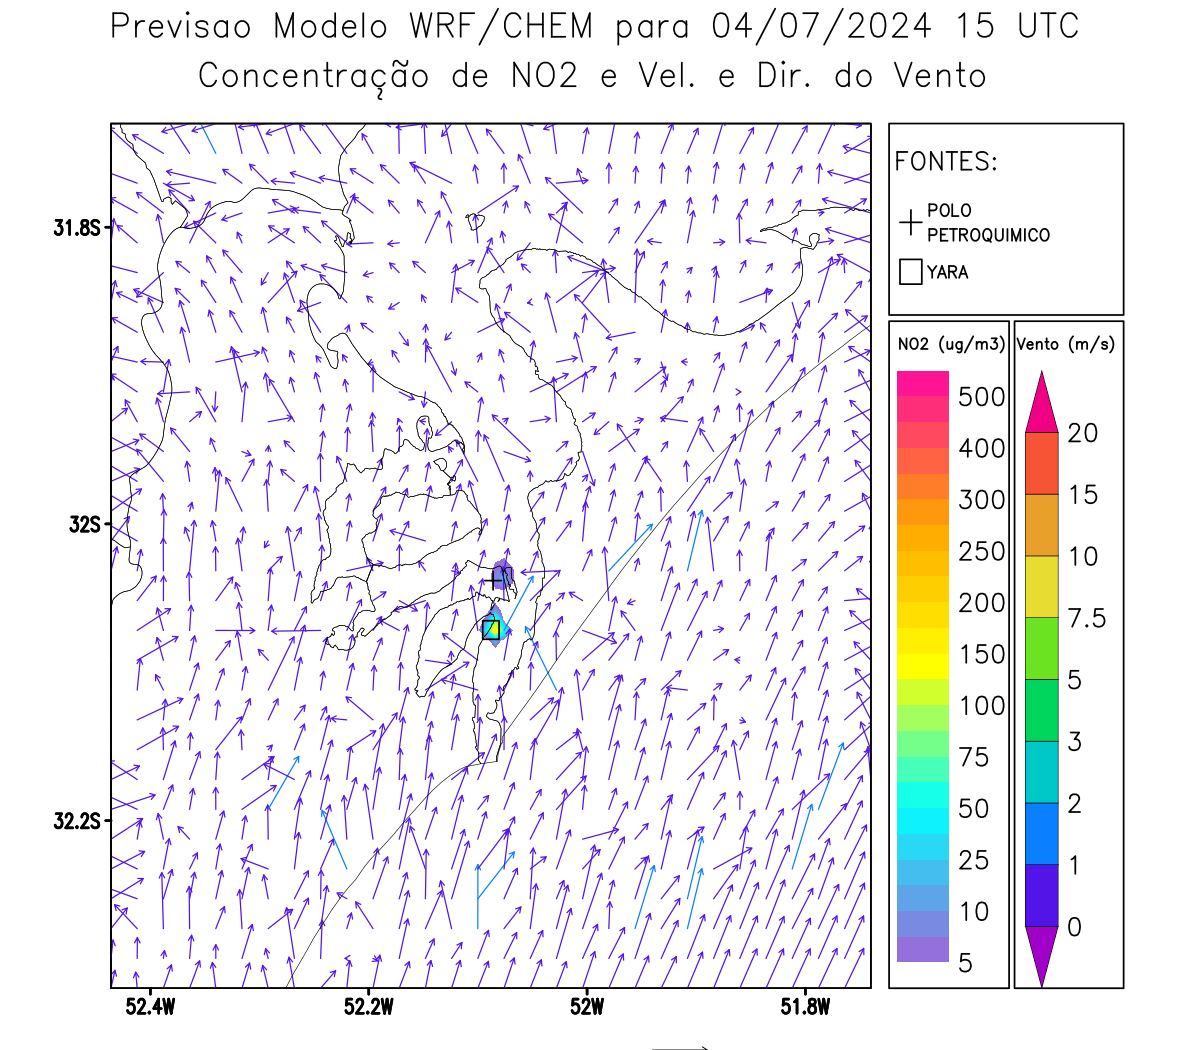 Previsao Modelo WRF/CHEM para 04/07/2024 15 UTC
Concentração de NO2 e Vel. e Dir. do Vento
FONTES:
POLO
PETROQUIMICO
YARA
NO2 (ug/m3)
500
400
300
250
200
150
100
75
50
25
10
5
Vento (m/s)
20
15
10
7.5
5
3
2
1
0
31.8S
32S
32.2S
52.4W
52.2W
52W
51.8W